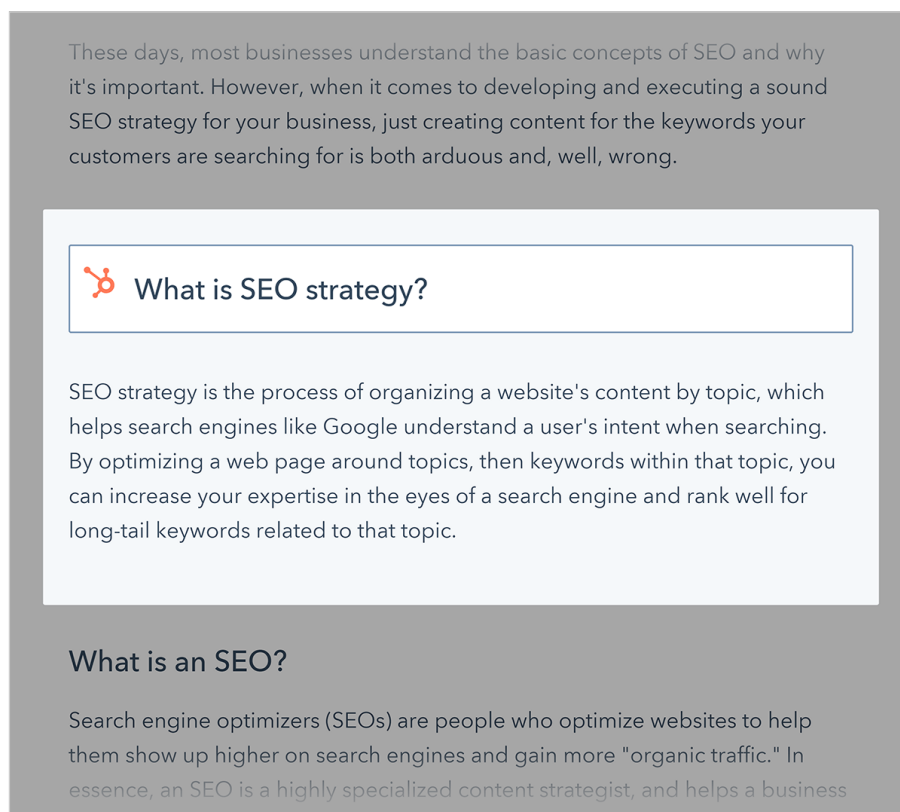 These days, most businesses understand the basic concepts of SEO and why
it's important. However, when it comes to developing and executing a sound
SEO strategy for your business, just creating content for the keywords your
customers are searching for is both arduous and, well, wrong.
What is SEO strategy?
SEO strategy is the process of organizing a website's content by topic, which
helps search engines like Google understand a user's intent when searching.
By optimizing a web page around topics, then keywords within that topic, you
can increase your expertise in the eyes of a search engine and rank well for
long-tail keywords related to that topic.
What is an SEO?
Search engine optimizers (SEOs) are people who optimize websites to help
them show up higher on search engines and gain more "organic traffic." In
essence, an SEO is a highly specialized content strategist, and helps a business